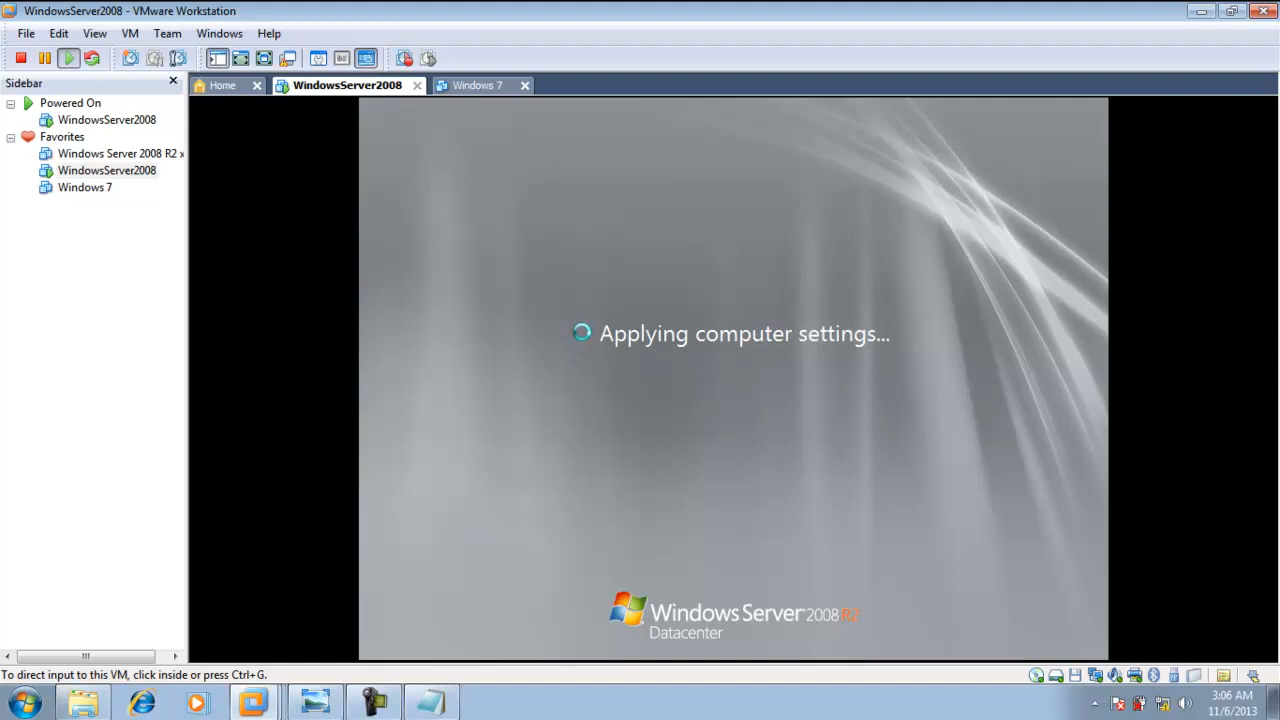 WindowsServer2008 - VMware Workstation
File Edit View VM Team Windows Help
Sidebar
Home WindowsServer2008 Windows 7
Powered On
WindowsServer2008
Favorites
Windows Server 2008 R2 x
WindowsServer2008
Windows 7
Applying computer settings...
Windows Server 2008 R2
Datacenter
To direct input to this VM, click inside or press Ctrl+G.
3:06 AM
11/6/2013